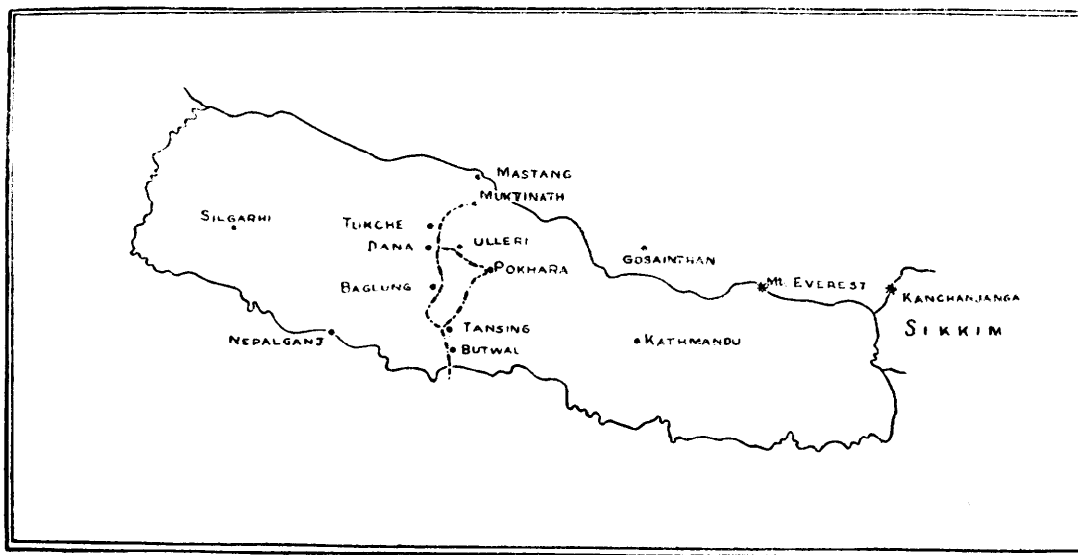 MASTANG
MUKTINATH
SILGARHI
TUKCHE
DANA
ULLERI
POKHARA
GOSAINTHAN
Mt. EVEREST
KANCHANJANGA
BAGLUNG
SIKKIM
TANSING
NEPALGANJ
BUTWAL
KATHMANDU